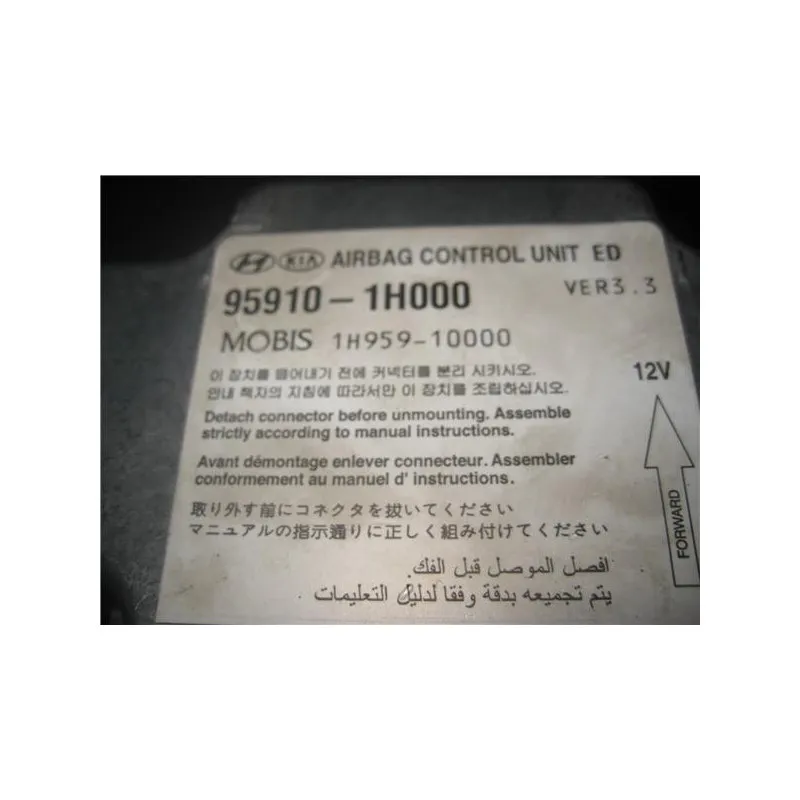 KIA AIRBAG CONTROL UNIT ED
95910-1H000 VER3.3
MOBIS 1H959-10000
이 장치를 떼어내기 전에 커넥터를 분리 시키시오.
안내 책자의 지침에 따라서만 이 장치를 조립하십시오.
12V
Detach connector before unmounting. Assemble
strictly according to manual instructions.
Avant démontage enlever connecteur. Assembler
conformement au manuel d' instructions.
FORWARD
取り外す前にコネクタを抜いてください
マニュアルの指示通りに正しく組み付けてください
افصل الموصل قبل الفك.
يتم تجميعه بدقة وفقا لدليل التعليمات